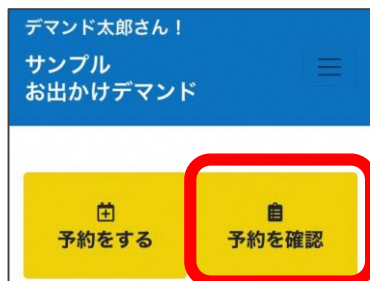 デマンド太郎さん！
サンプル
お出かけデマンド
予約をする
予約を確認